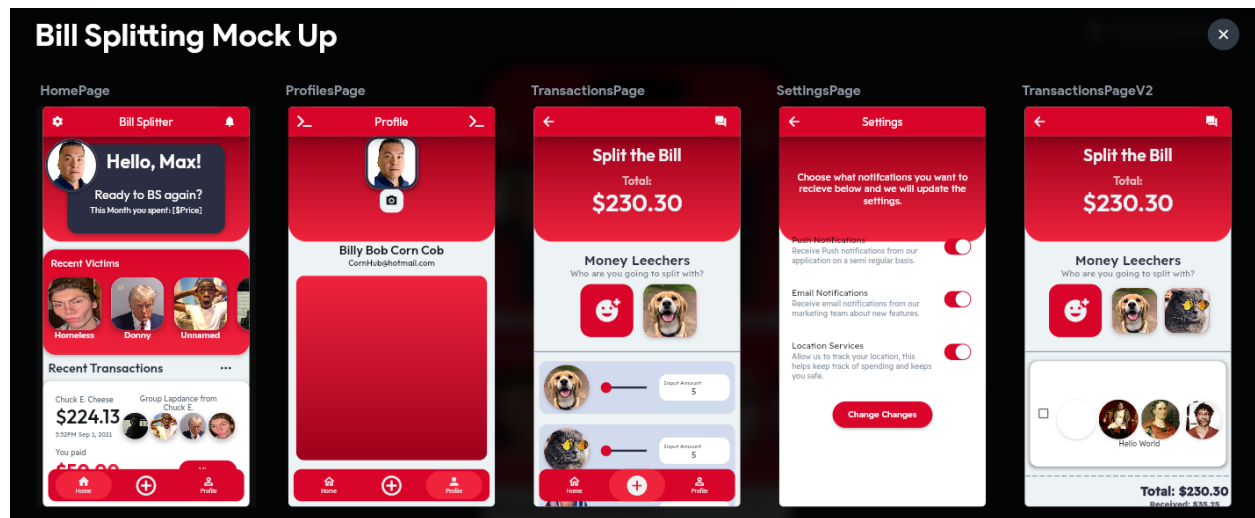 Bill Splitting Mock Up
HomePage
Bill Splitter
Hello, Max!
Ready to BS again?
This Month you spent: [$Price]
Recent Victims
Homeless
Donny
Unnamed
Recent Transactions
Chuck E. Cheese
$224.13
3:32PM Sep 1, 2021
Group Lapdance from
Chuck E.
You paid
$50.00
Home
Profile
ProfilesPage
Profile
Billy Bob Corn Cob
CornHub@hotmail.com
Home
Profile
TransactionsPage
Split the Bill
Total:
$230.30
Money Leechers
Who are you going to split with?
Input Amount
5
Input Amount
5
Home
Profile
SettingsPage
Settings
Choose what notifcations you want to
recieve below and we will update the
settings.
Push Notifications
Receive Push notifications from our
application on a semi regular basis.
Email Notifications
Receive email notifications from our
marketing team about new features.
Location Services
Allow us to track your location, this
helps keep track of spending and keeps
you safe.
Change Changes
TransactionsPageV2
Split the Bill
Total:
$230.30
Money Leechers
Who are you going to split with?
Hello World
Total: $230.30
Received: $35.25